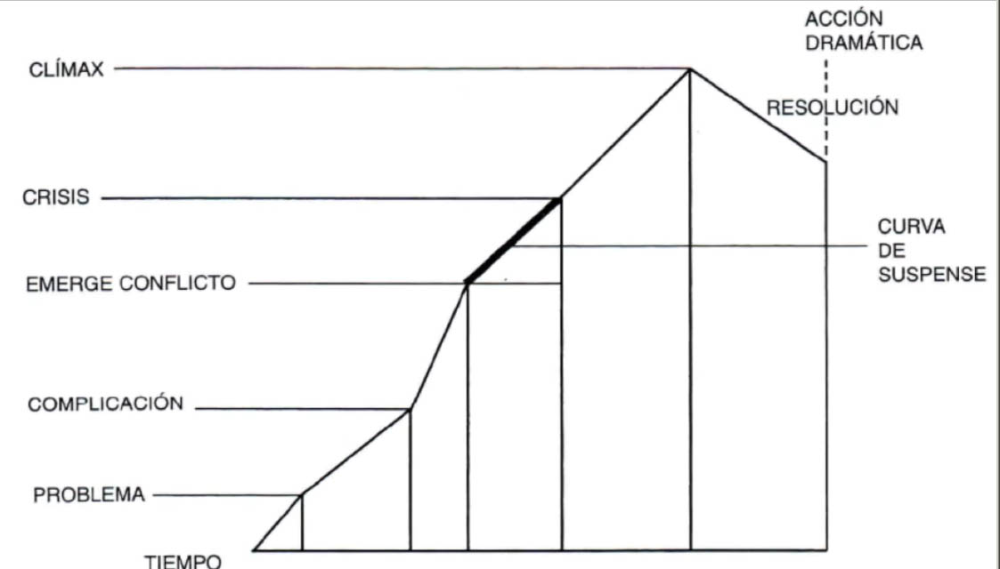 ACCIÓN
DRAMÁTICA
CLÍMAX
RESOLUCIÓN
CRISIS
CURVA
DE
SUSPENSE
EMERGE CONFLICTO
COMPLICACIÓN
PROBLEMA
TIEMPO